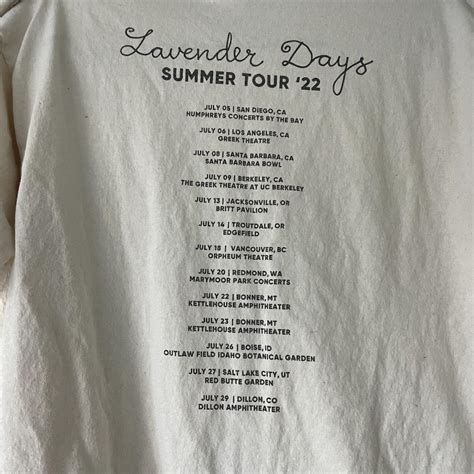 Lavender Days
SUMMER TOUR '22
JULY 05 | SAN DIEGO, CA
HUMPHREYS CONCERTS BY THE BAY
JULY 06 | LOS ANGELES, CA
GREEK THEATRE
JULY 08 | SANTA BARBARA, CA
SANTA BARBARA BOWL
JULY 09 | BERKELEY, CA
THE GREEK THEATRE AT UC BERKELEY
JULY 13 | JACKSONVILLE, OR
BRITT PAVILION
JULY 14 | TROUTDALE, OR
EDGEFIELD
JULY 18 | VANCOUVER, BC
ORPHEUM THEATRE
JULY 20 | REDMOND, WA
MARYMOOR PARK CONCERTS
JULY 22 | BONNER, MT
KETTLEHOUSE AMPHITHEATER
JULY 23 | BONNER, MT
KETTLEHOUSE AMPHITHEATER
JULY 26 | BOISE, ID
OUTLAW FIELD IDAHO BOTANICAL GARDEN
JULY 27 | SALT LAKE CITY, UT
RED BUTTE GARDEN
JULY 29 | DILLON, CO
DILLON AMPHITHEATER